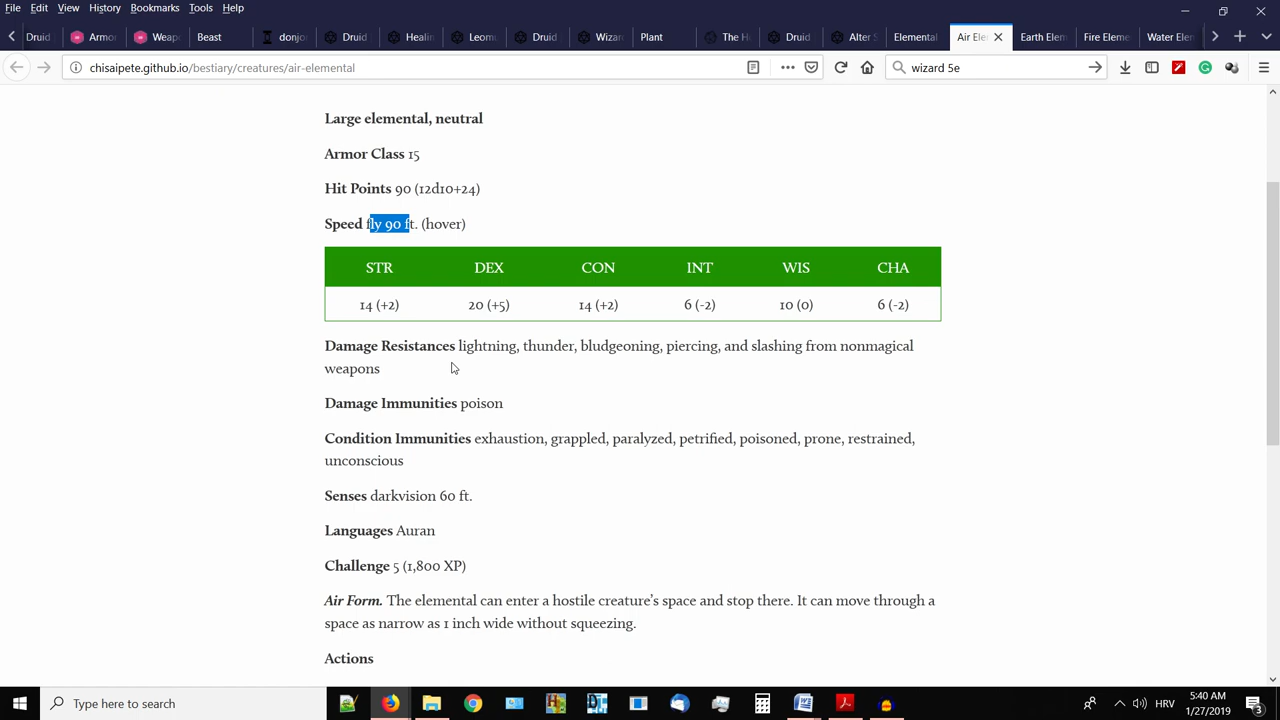 File Edit View History Bookmarks Tools Help
Druid Armor Weap Beast donjo Druid Healin Leomu Druid Wizar Plant The H Druid Alter S Elemental Air Ele Earth Elem Fire Eleme Water Elem
chisaipete.github.io/bestiary/creatures/air-elemental
wizard 5e
Large elemental, neutral
Armor Class 15
Hit Points 90 (12d10+24)
Speed fly 90 ft. (hover)
STR DEX CON INT WIS CHA
14 (+2) 20 (+5) 14 (+2) 6 (-2) 10 (0) 6 (-2)
Damage Resistances lightning, thunder, bludgeoning, piercing, and slashing from nonmagical
weapons
Damage Immunities poison
Condition Immunities exhaustion, grappled, paralyzed, petrified, poisoned, prone, restrained,
unconscious
Senses darkvision 60 ft.
Languages Auran
Challenge 5 (1,800 XP)
Air Form. The elemental can enter a hostile creature's space and stop there. It can move through a
space as narrow as 1 inch wide without squeezing.
Actions
Type here to search
HRV
5:40 AM
1/27/2019
3